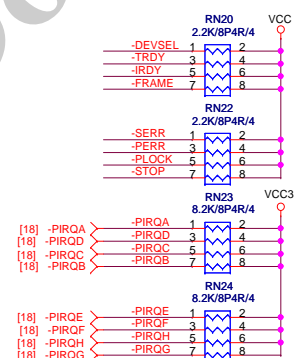 RN20
VCC
2.2K/8P4R/4
-DEVSEL 1 2
-TRDY 3 4
-IRDY 5 6
-FRAME 7 8
RN22
2.2K/8P4R/4
-SERR 1 2
-PERR 3 4
-PLOCK 5 6
-STOP 7 8
RN23
VCC3
8.2K/8P4R/4
[18] -PIRQA -PIRQA 1 2
[18] -PIRQD -PIRQD 3 4
[18] -PIRQC -PIRQC 5 6
[18] -PIRQB -PIRQB 7 8
RN24
8.2K/8P4R/4
[18] -PIRQE -PIRQE 1 2
[18] -PIRQF -PIRQF 3 4
[18] -PIRQH -PIRQH 5 6
[18] -PIRQG -PIRQG 7 8